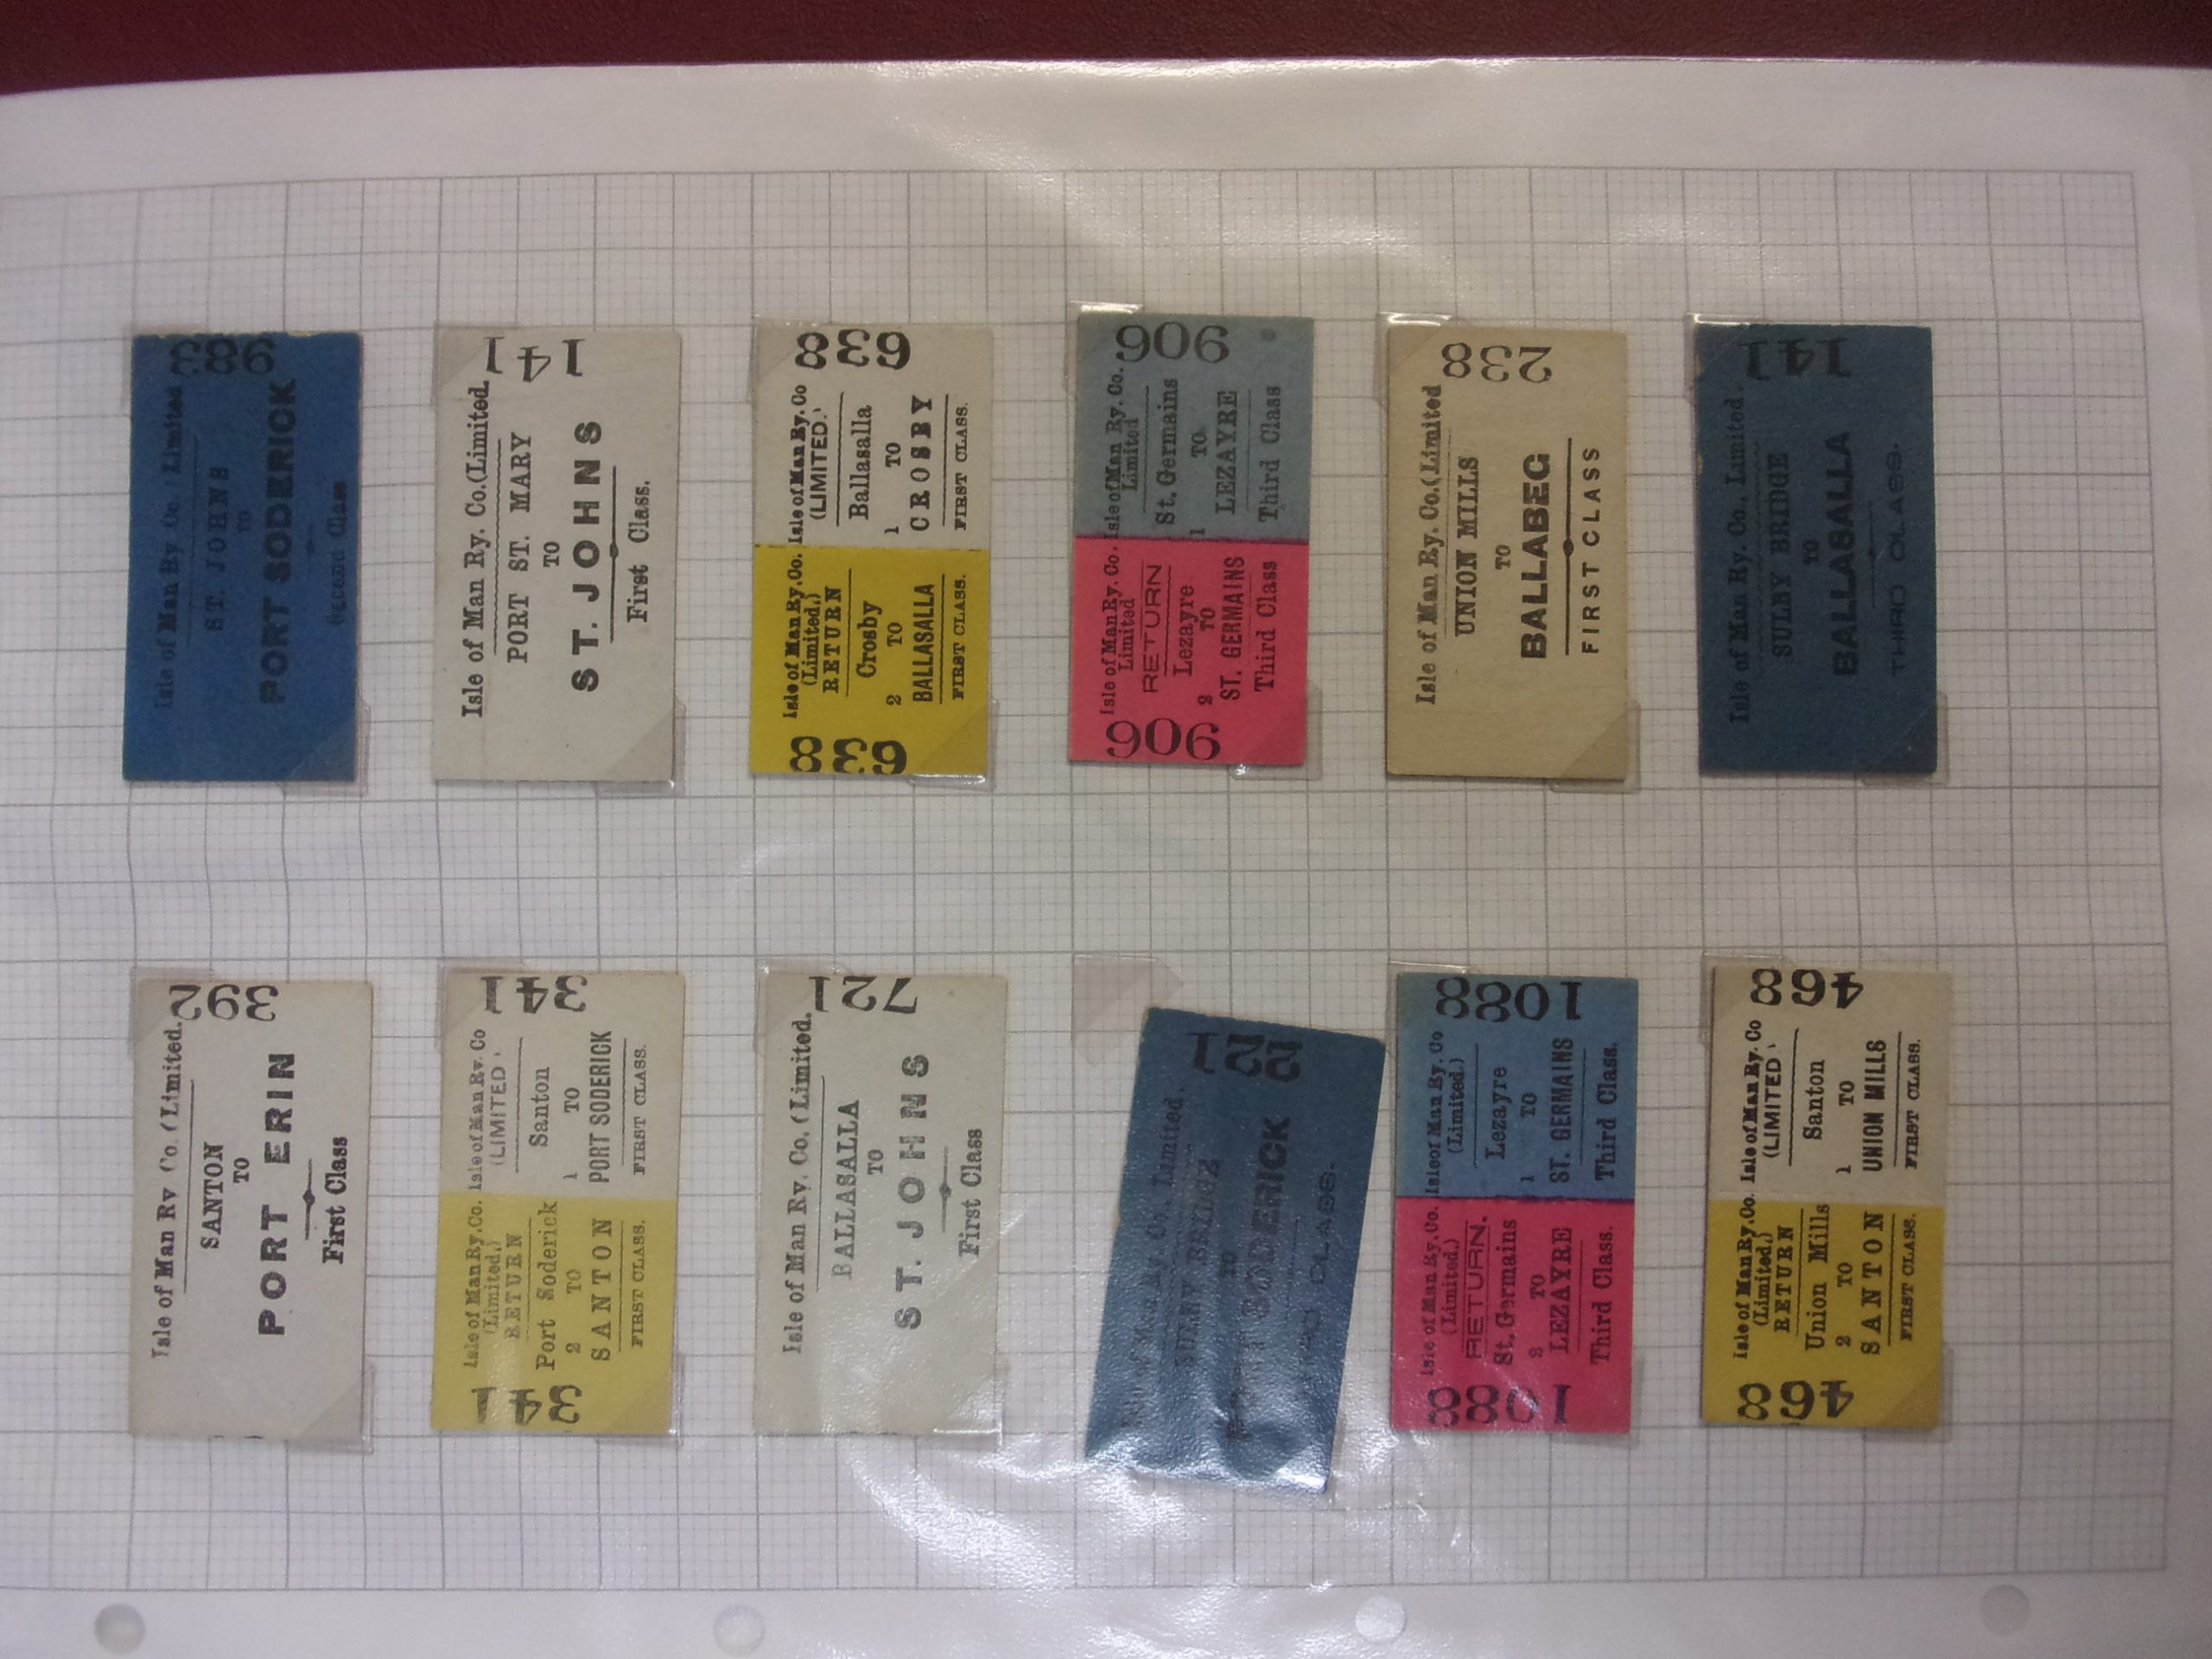 Isle of Man Ry Co. (Limited
ST. JOHNS
TO
PORT SODERICK
Second Class
Isle of Man Ry. Co. (Limited.
PORT ST. MARY
TO
ST. JOHNS
First Class.
141
Isle of Man Ry. Co.
(Limited,)
RETURN
Crosby
2 TO
BALLASALLA
FIRST CLASS.
638
Isle of Man Ry. Co
(LIMITED.)
Ballasalla
1 TO
CROSBY
FIRST CLASS.
638
Isle of Man Ry. Co.
Limited
RETURN
Lezayre
2 TO
ST. GERMAINS
Third Class
906
Isle of Man Ry. Co.
Limited
St. Germains
1 TO
LEZAYRE
Third Class
906
Isle of Man Ry. Co. (Limited
UNION MILLS
TO
BALLABEG
FIRST CLASS
238
Isle of Man Ry. Co. Limited.
SULBY BRIDGE
TO
BALLASALLA
THIRD CLASS.
141
Isle of Man Ry Co. (Limited.
SANTON
TO
PORT ERIN
First Class
392
Isle of Man Ry. Co.
(Limited,)
RETURN
Port Soderick
2 TO
SANTON
FIRST CLASS.
341
Isle of Man Ry. Co
(LIMITED.
Santon
1 TO
PORT SODERICK
FIRST CLASS.
341
Isle of Man Ry. Co. (Limited.
BALLASALLA
TO
ST. JOHNS
First Class
721
Ry. Co. Limited.
TO
PORT SODERICK
THIRD CLASS.
221
Isle of Man Ry. Co.
(Limited.)
RETURN.
St. Germains
2 TO
LEZAYRE
Third Class.
1088
Isle of Man Ry. Co
(Limited.)
Lezayre
1 TO
ST. GERMAINS
Third Class.
1088
Isle of Man Ry. Co.
(Limited,)
RETURN
Union Mills
2 TO
SANTON
FIRST CLASS.
468
Isle of Man Ry. Co
(LIMITED.
Santon
1 TO
UNION MILLS
FIRST CLASS.
468